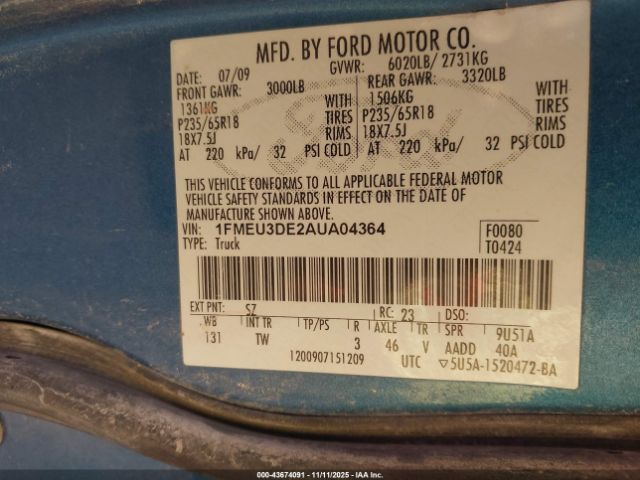 MFD. BY FORD MOTOR CO.
DATE: 07/09 GVWR: 6020LB/ 2731KG
FRONT GAWR: 3000LB REAR GAWR: 3320LB
1361KG WITH 1506KG WITH
P235/65R18 TIRES P235/65R18 TIRES
18X7.5J RIMS 18X7.5J RIMS
AT 220 kPa/ 32 PSI COLD AT 220 kPa/ 32 PSI COLD
THIS VEHICLE CONFORMS TO ALL APPLICABLE FEDERAL MOTOR
VEHICLE SAFETY STANDARDS IN EFFECT ON THE DATE OF
MANUFACTURE SHOWN ABOVE.
VIN: 1FMEU3DE2AUA04364 F0080
TYPE: Truck T0424
EXT PNT: SZ RC: 23 DSO:
WB INT TR TP/PS R AXLE TR SPR 9U51A
131 TW 3 46 V AADD 40A
1200907151209 UTC ▽5U5A-1520472-BA
000-43674091 - 11/11/2025 - IAA Inc.